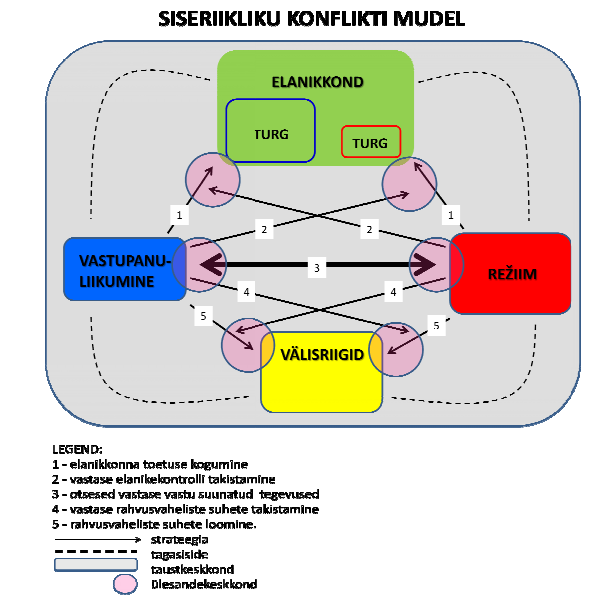 SISERIIKLIKU KONFLIKTI MUDEL
ELANIKKOND
TURG
TURG
1
2
2
1
VASTUPANU-
LIIKUMINE
3
REŽIIM
4
4
5
5
VÄLISRIIGID
LEGEND:
1 - elanikkonna toetuse kogumine
2 - vastase elanikekontrolli takistamine
3 - otsesed vastase vastu suunatud tegevused
4 - vastase rahvusvaheliste suhete takistamine
5 - rahvusvaheliste suhete loomine.
strateegia
tagasiside
taustkeskkond
ülesandekeskkond